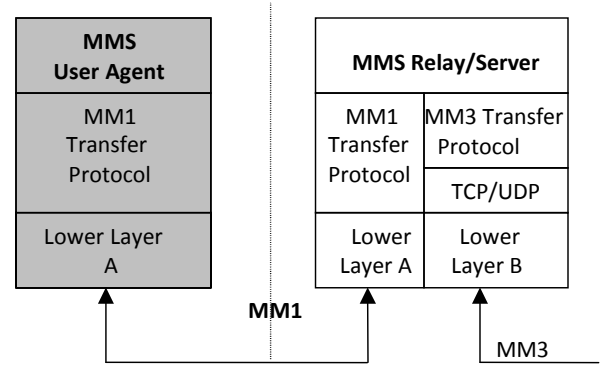 MMS
User Agent
MM1
Transfer
Protocol
Lower Layer
A
MMS Relay/Server
MM1
Transfer
Protocol
MM3 Transfer
Protocol
TCP/UDP
Lower
Layer A
Lower
Layer B
MM1
MM3